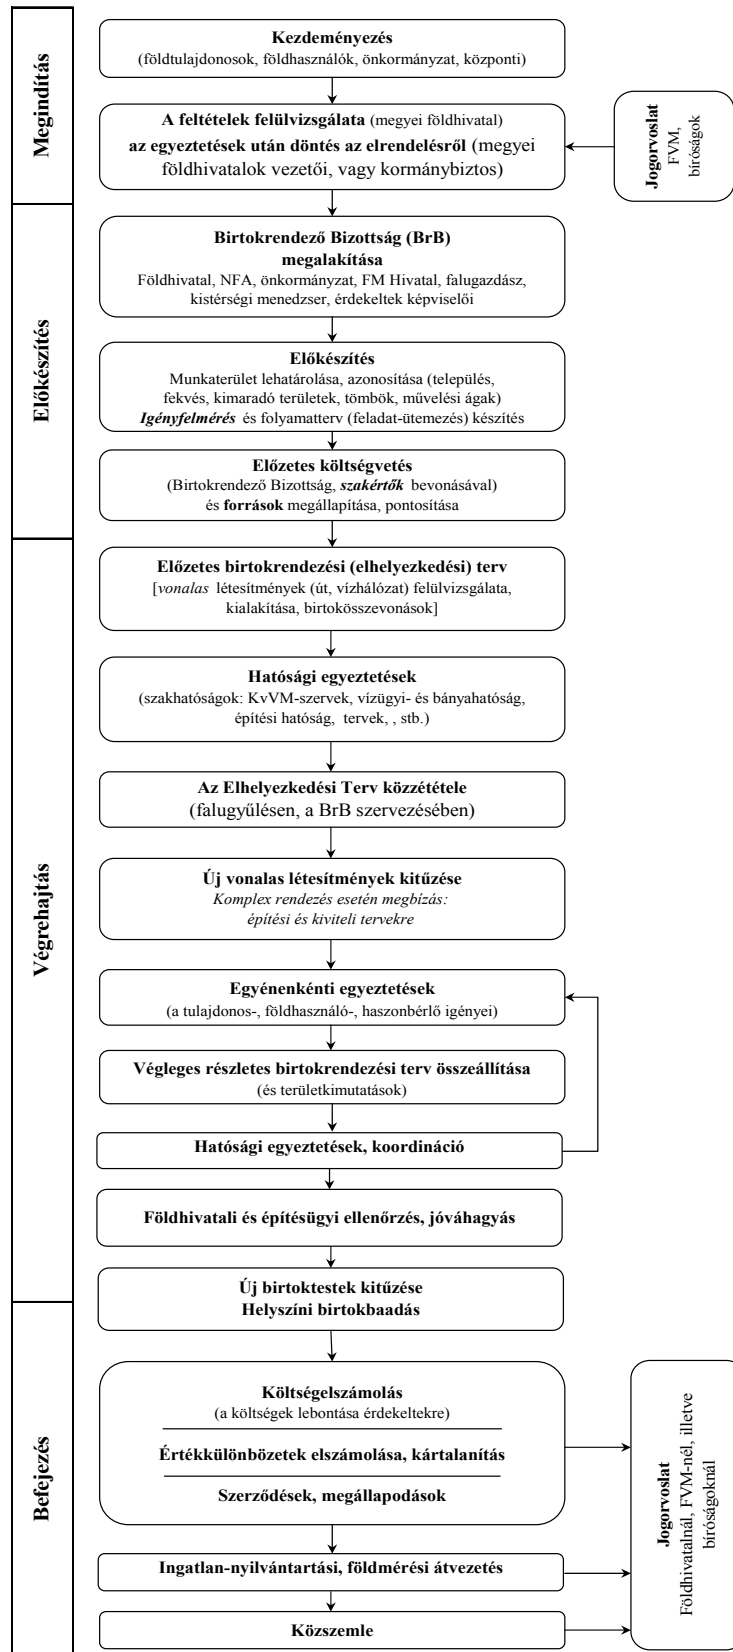 Megindítás
Kezdeményezés
(földtulajdonosok, földhasználók, önkormányzat, központi)
A feltételek felülvizsgálata (megyei földhivatal)
az egyeztetések után döntés az elrendelésről (megyei
földhivatalok vezetői, vagy kormánybiztos)
Jogorvoslat
FVM,
bíróságok
Előkészítés
Birtokrendező Bizottság (BrB)
megalakítása
Földhivatal, NFA, önkormányzat, FM Hivatal, falugazdász,
kistérségi menedzser, érdekeltek képviselői
Előkészítés
Munkaterület lehatárolása, azonosítása (település,
fekvés, kimaradó területek, tömbök, művelési ágak)
Igényfelmérés és folyamatterv (feladat-ütemezés) készítés
Előzetes költségvetés
(Birtokrendező Bizottság, szakértők bevonásával)
és források megállapítása, pontosítása
Végrehajtás
Előzetes birtokrendezési (elhelyezkedési) terv
[vonalas létesítmények (út, vízhálózat) felülvizsgálata,
kialakítása, birtokösszevonások]
Hatósági egyeztetések
(szakhatóságok: KvVM-szervek, vízügyi- és bányahatóság,
építési hatóság, tervek, , stb.)
Az Elhelyezkedési Terv közzététele
(falugyűlésen, a BrB szervezésében)
Új vonalas létesítmények kitűzése
Komplex rendezés esetén megbízás:
építési és kiviteli tervekre
Egyénenkénti egyeztetések
(a tulajdonos-, földhasználó-, haszonbérlő igényei)
Végleges részletes birtokrendezési terv összeállítása
(és területkimutatások)
Hatósági egyeztetések, koordináció
Földhivatali és építésügyi ellenőrzés, jóváhagyás
Új birtoktestek kitűzése
Helyszíni birtokbaadás
Befejezés
Költségelszámolás
(a költségek lebontása érdekeltekre)
Értékkülönbözetek elszámolása, kártalanítás
Szerződések, megállapodások
Ingatlan-nyilvántartási, földmérési átvezetés
Közszemle
Jogorvoslat
Földhivatalnál, FVM-nél, illetve
bíróságoknál